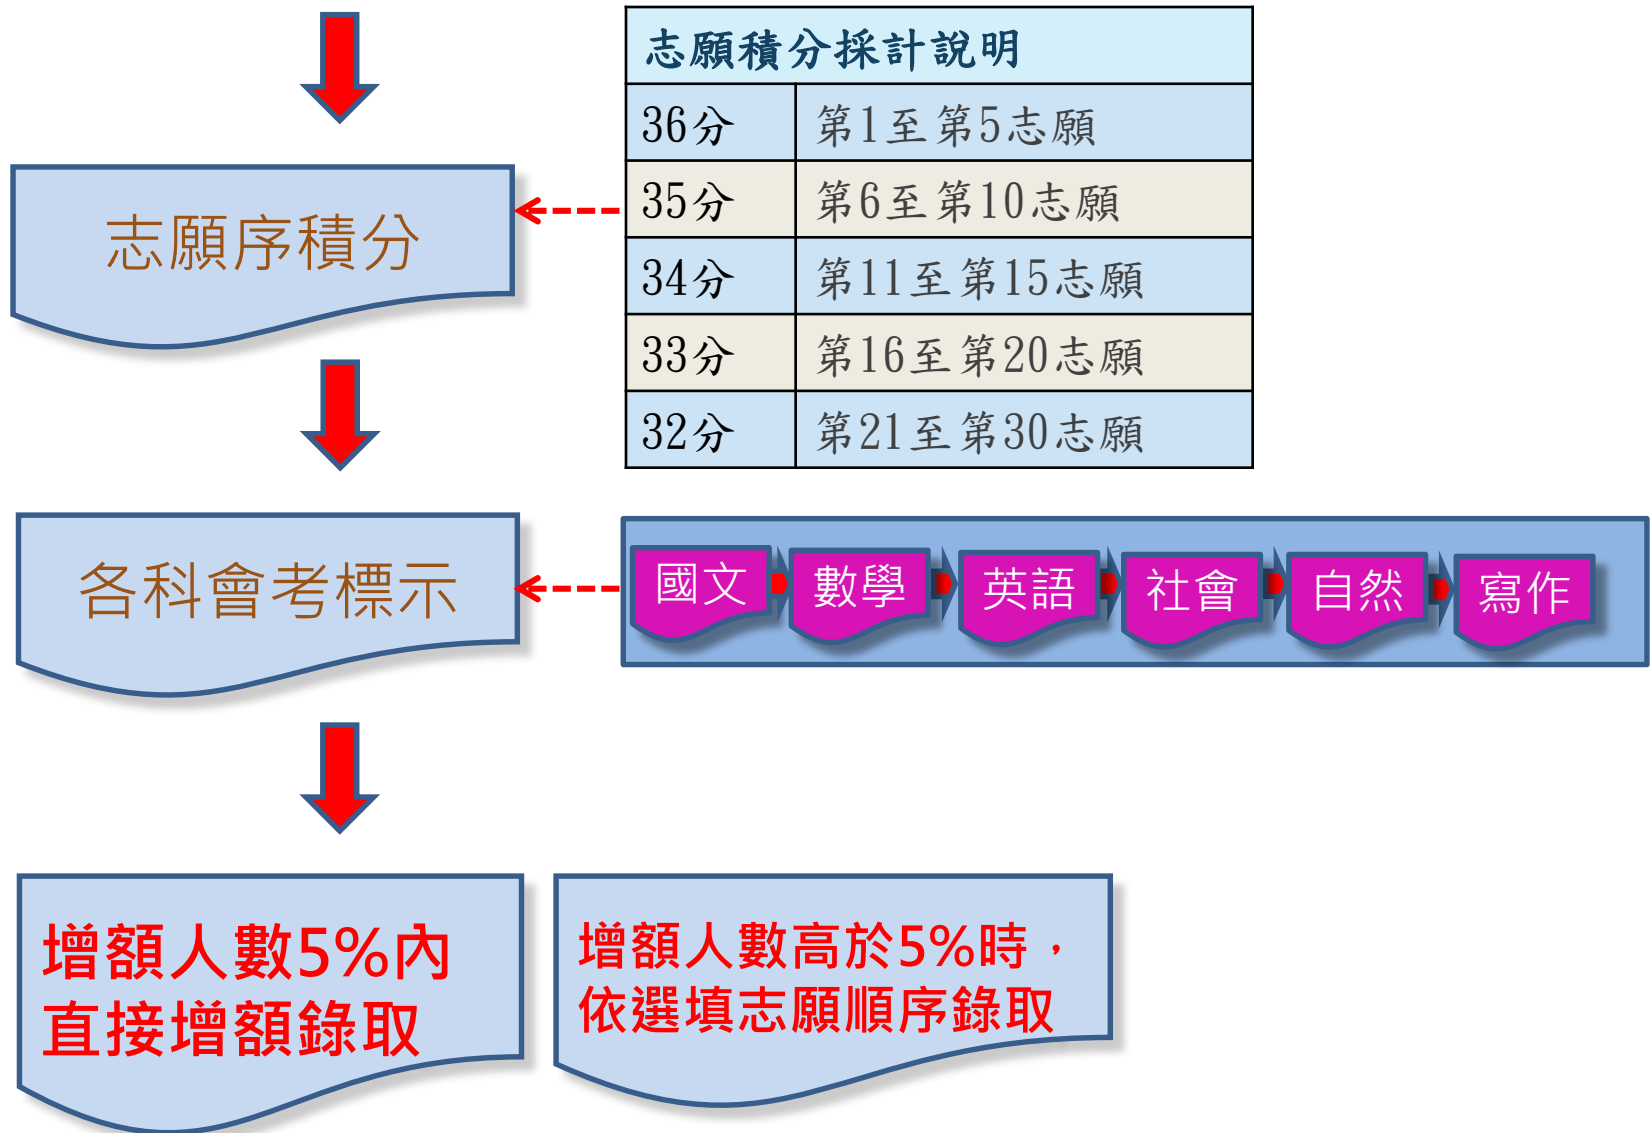 志願積分採計說明
36分 第1至第5志願
35分 第6至第10志願
34分 第11至第15志願
33分 第16至第20志願
32分 第21至第30志願
志願序積分
各科會考標示
國文 數學 英語 社會 自然 寫作
增額人數5%內
直接增額錄取
增額人數高於5%時，
依選填志願順序錄取